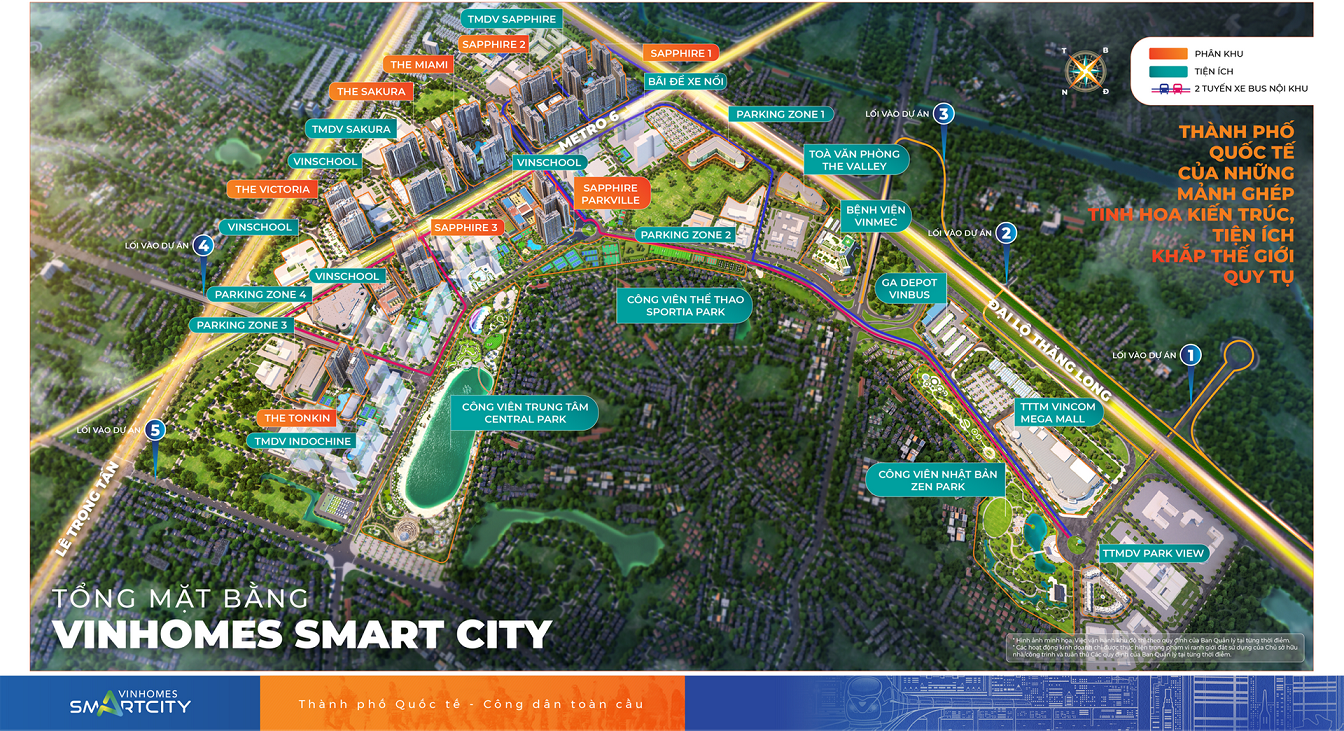 TMDV SAPPHIRE
SAPPHIRE 2
SAPPHIRE 1
THE MIAMI
BÃI ĐỂ XE NỔI
THE SAKURA
METRO 6
PARKING ZONE 1
TMDV SAKURA
VINSCHOOL
VINSCHOOL
TOÀ VĂN PHÒNG
THE VALLEY
THE VICTORIA
SAPPHIRE
PARKVILLE
BỆNH VIỆN
VINMEC
VINSCHOOL
SAPPHIRE 3
PARKING ZONE 2
LỐI VÀO DỰ ÁN 4
LỐI VÀO DỰ ÁN 3
LỐI VÀO DỰ ÁN 2
VINSCHOOL
PARKING ZONE 4
PARKING ZONE 3
CÔNG VIÊN THỂ THAO
SPORTIA PARK
GA DEPOT
VINBUS
ĐẠI LỘ THĂNG LONG
LỐI VÀO DỰ ÁN 1
THE TONKIN
TMDV INDOCHINE
CÔNG VIÊN TRUNG TÂM
CENTRAL PARK
TTTM VINCOM
MEGA MALL
LỐI VÀO DỰ ÁN 5
LÊ TRỌNG TẤN
CÔNG VIÊN NHẬT BẢN
ZEN PARK
TTMDV PARK VIEW
T
B
N
Đ
PHÂN KHU
TIỆN ÍCH
2 TUYẾN XE BUS NỘI KHU
THÀNH PHỐ
QUỐC TẾ
CỦA NHỮNG
MẢNH GHÉP
TINH HOA KIẾN TRÚC,
TIỆN ÍCH
KHẮP THẾ GIỚI
QUY TỤ
TỔNG MẶT BẰNG
VINHOMES SMART CITY
* Hình ảnh minh họa. Việc vận hành khu đô thị theo quy định của Ban Quản lý tại từng thời điểm.
* Các hoạt động kinh doanh chỉ được thực hiện trong phạm vi ranh giới đất sử dụng của Chủ sở hữu
nhà/công trình và tuân thủ Các quy định của Ban Quản lý tại từng thời điểm.
VINHOMES
SMARTCITY
Thành phố Quốc tế - Công dân toàn cầu